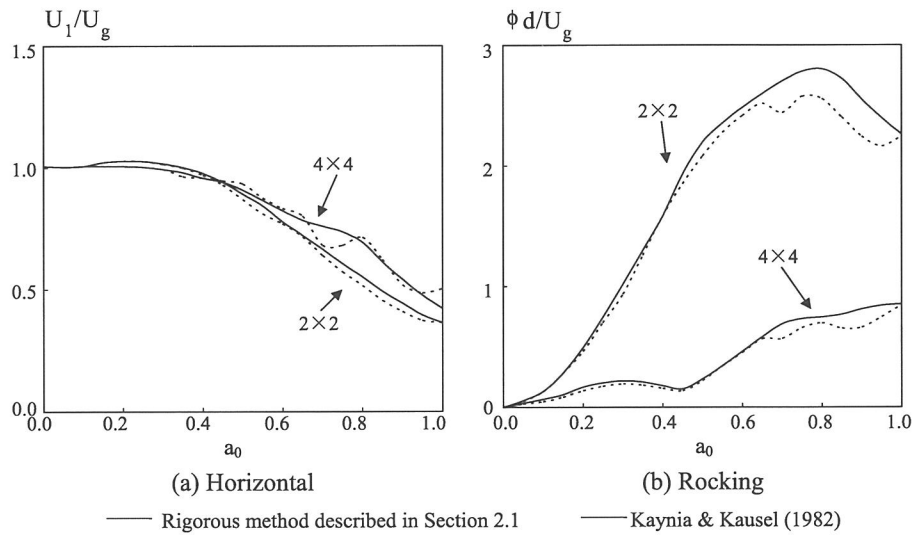 U1/Ug
1.5
1.0
0.5
0.0
4×4
2×2
0.0 0.2 0.4 0.6 0.8 1.0
a0
(a) Horizontal
ϕ d/Ug
3
2
1
0
2×2
4×4
0.0 0.2 0.4 0.6 0.8 1.0
a0
(b) Rocking
Rigorous method described in Section 2.1
Kaynia & Kausel (1982)